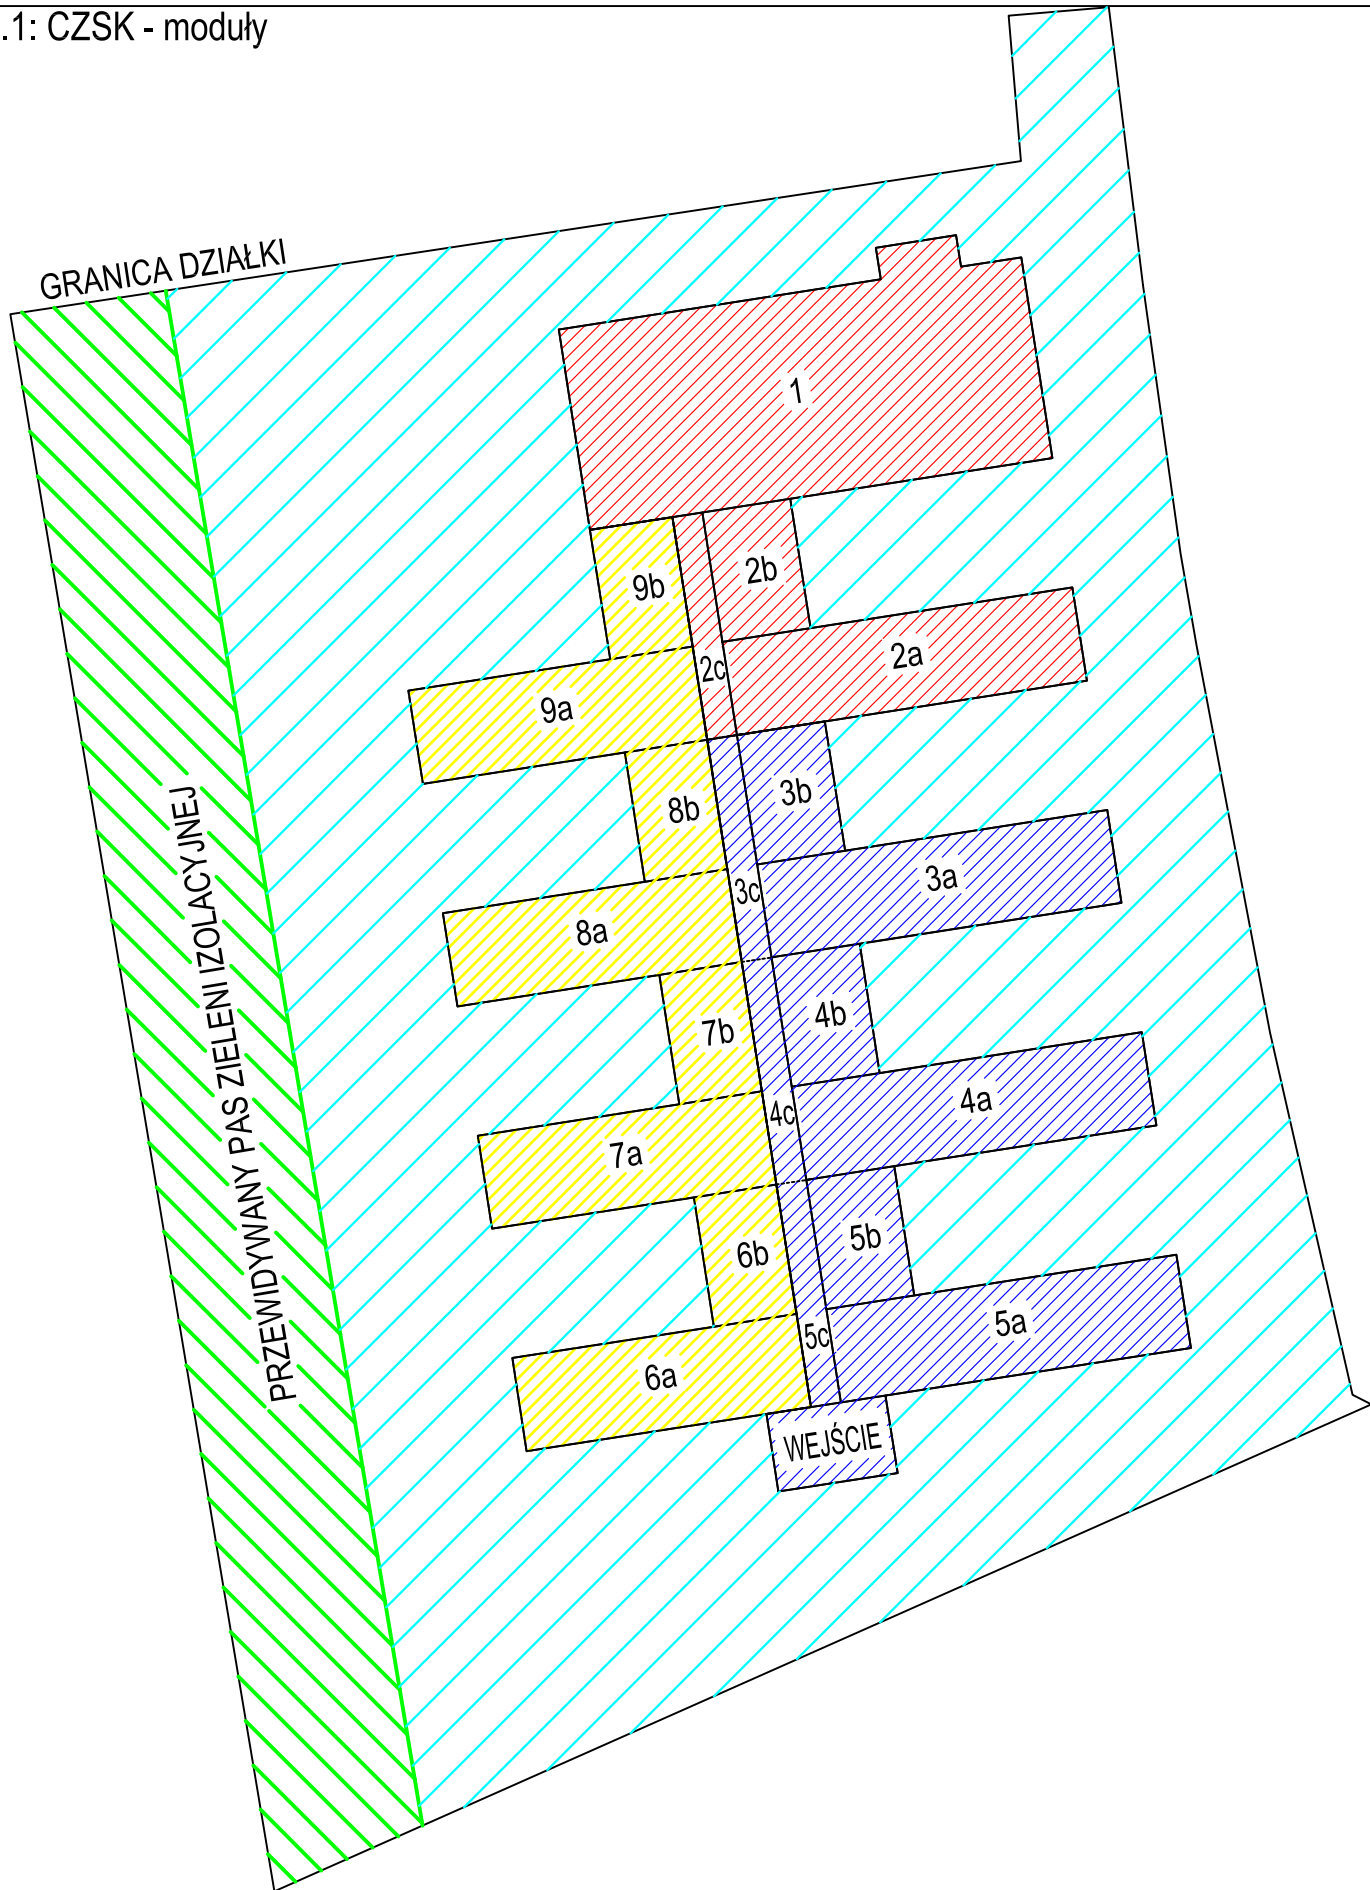 .1: CZSK - moduły
GRANICA DZIAŁKI
1
2b
9b
2a
2c
9a
3b
8b
3a
3c
8a
4b
7b
4a
4c
7a
5b
6b
5a
5c
6a
WEJŚCIE
PRZEWIDYWANY PAS ZIELENI IZOLACYJNEJ